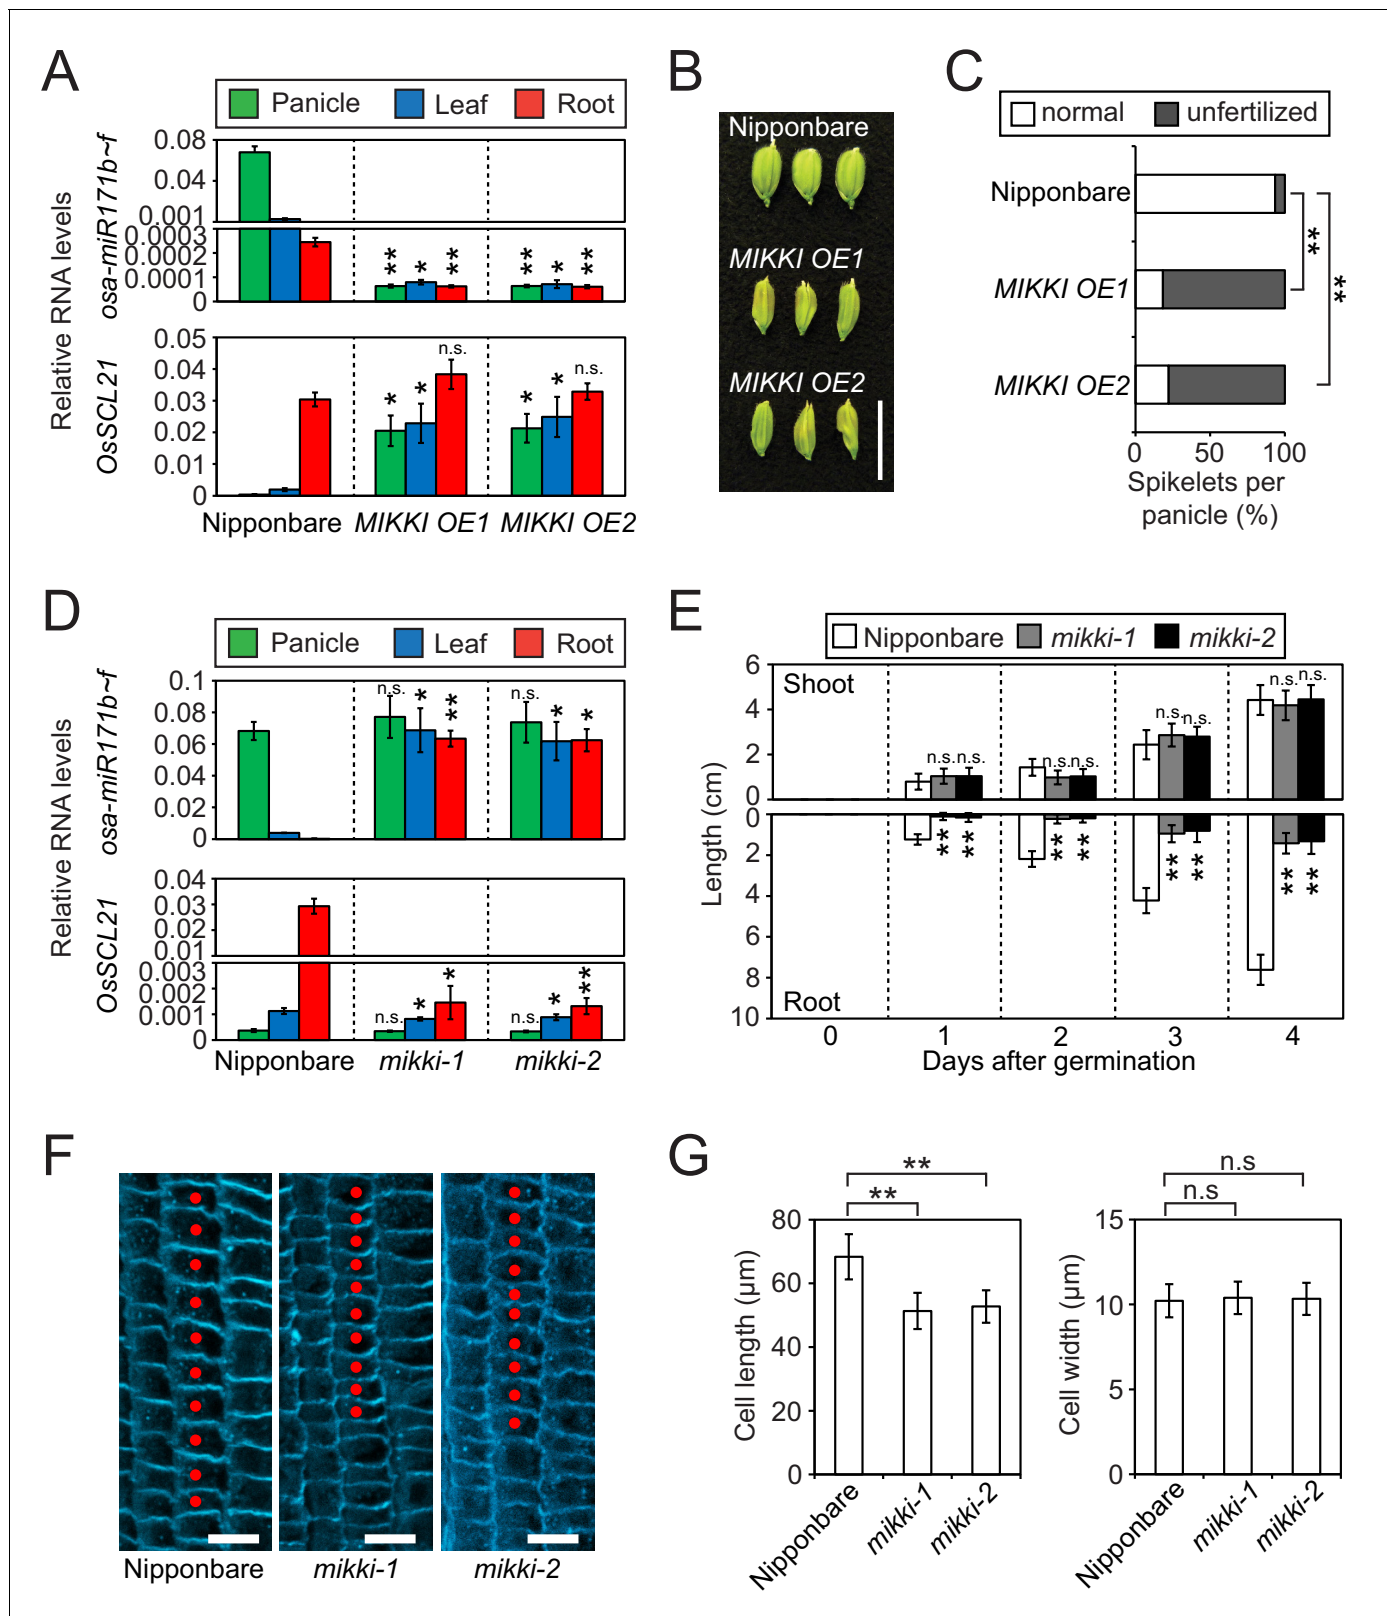 A
Panicle Leaf Root
Relative RNA levels
osa-miR171b~f
0.08
0.04
0.001
0.0003
0.0002
0.0001
0
** * ** ** * **
OsSCL21
0.05
0.04
0.03
0.02
0.01
0
* * n.s. * * n.s.
Nipponbare MIKKI OE1 MIKKI OE2
B
Nipponbare
MIKKI OE1
MIKKI OE2
C
normal unfertilized
Nipponbare
MIKKI OE1
MIKKI OE2
**
**
0 50 100
Spikelets per
panicle (%)
D
Panicle Leaf Root
Relative RNA levels
osa-miR171b~f
0.1
0.08
0.06
0.04
0.02
0
n.s. * ** n.s. * *
OsSCL21
0.04
0.03
0.02
0.01
0.003
0.002
0.001
0
n.s. * * n.s. * **
Nipponbare mikki-1 mikki-2
E
Nipponbare mikki-1 mikki-2
Length (cm)
Shoot
6
4
2
0
n.s. n.s. n.s. n.s. n.s. n.s. n.s. n.s.
0
2
4
6
8
10
** ** ** ** ** ** ** **
Root
0 1 2 3 4
Days after germination
F
Nipponbare mikki-1 mikki-2
G
**
**
Cell length (µm)
80
60
40
20
0
Nipponbare mikki-1 mikki-2
n.s
n.s
Cell width (µm)
15
10
5
0
Nipponbare mikki-1 mikki-2